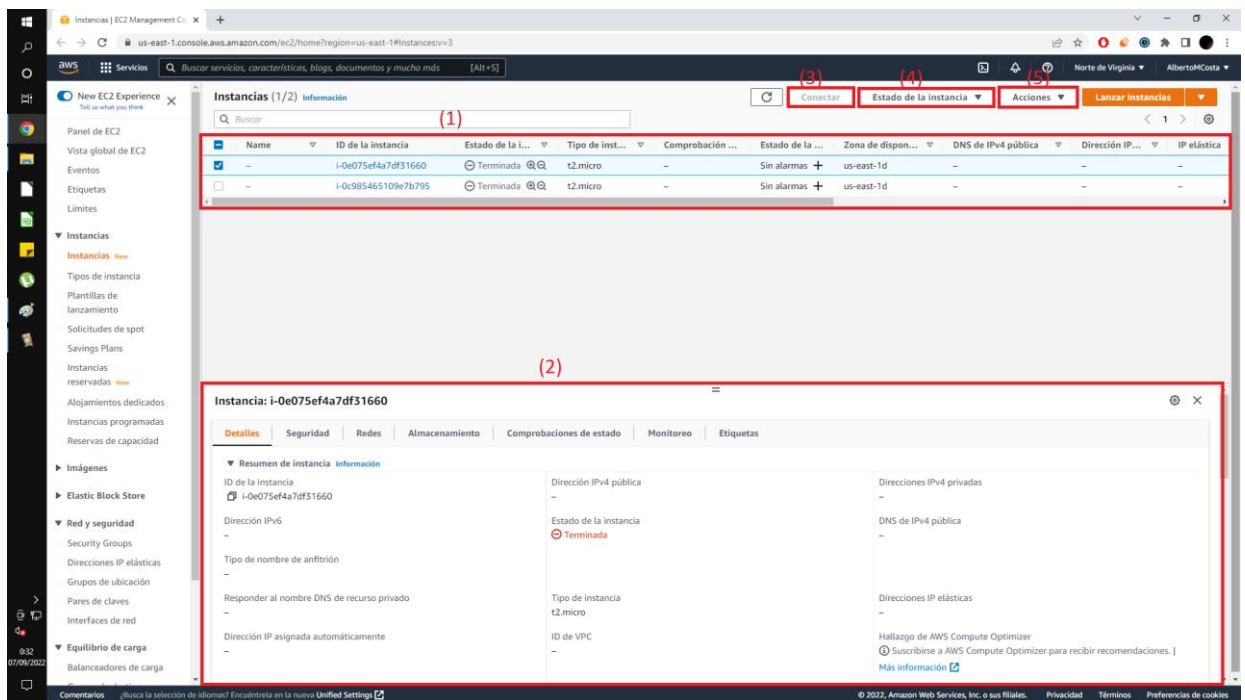 Instancias | EC2 Management Co
us-east-1.console.aws.amazon.com/ec2/home?region=us-east-1#Instances:v=3
aws Servicios Buscar servicios, características, blogs, documentos y mucho más [Alt+S] Norte de Virginia AlbertoMCosta
New EC2 Experience
Tell us what you think
Panel de EC2
Vista global de EC2
Eventos
Etiquetas
Límites
Instancias
Instancias New
Tipos de instancia
Plantillas de
lanzamiento
Solicitudes de spot
Savings Plans
Instancias
reservadas New
Alojamientos dedicados
Instancias programadas
Reservas de capacidad
Imágenes
Elastic Block Store
Red y seguridad
Security Groups
Direcciones IP elásticas
Grupos de ubicación
Pares de claves
Interfaces de red
Equilibrio de carga
Balanceadores de carga
(3) (4) (5)
Instancias (1/2) Información Conectar Estado de la instancia Acciones Lanzar instancias
Buscar 1
(1)
Name ID de la instancia Estado de la i... Tipo de inst... Comprobación ... Estado de la ... Zona de dispon... DNS de IPv4 pública Dirección IP... IP elástica
– i-0e075ef4a7df31660 Terminada t2.micro – Sin alarmas us-east-1d – – –
– i-0c985465109e7b795 Terminada t2.micro – Sin alarmas us-east-1d – – –
(2)
Instancia: i-0e075ef4a7df31660
Detalles Seguridad Redes Almacenamiento Comprobaciones de estado Monitoreo Etiquetas
Resumen de instancia Información
ID de la instancia Dirección IPv4 pública Direcciones IPv4 privadas
i-0e075ef4a7df31660 – –
Dirección IPv6 Estado de la instancia DNS de IPv4 pública
– Terminada –
Tipo de nombre de anfitrión
–
Responder al nombre DNS de recurso privado Tipo de instancia Direcciones IP elásticas
– t2.micro –
Dirección IP asignada automáticamente ID de VPC Hallazgo de AWS Compute Optimizer
– – Suscribirse a AWS Compute Optimizer para recibir recomendaciones. |
Más información
0:32
07/09/2022
Comentarios ¿Busca la selección de idiomas? Encuéntrela en la nueva Unified Settings © 2022, Amazon Web Services, Inc. o sus filiales. Privacidad Términos Preferencias de cookies